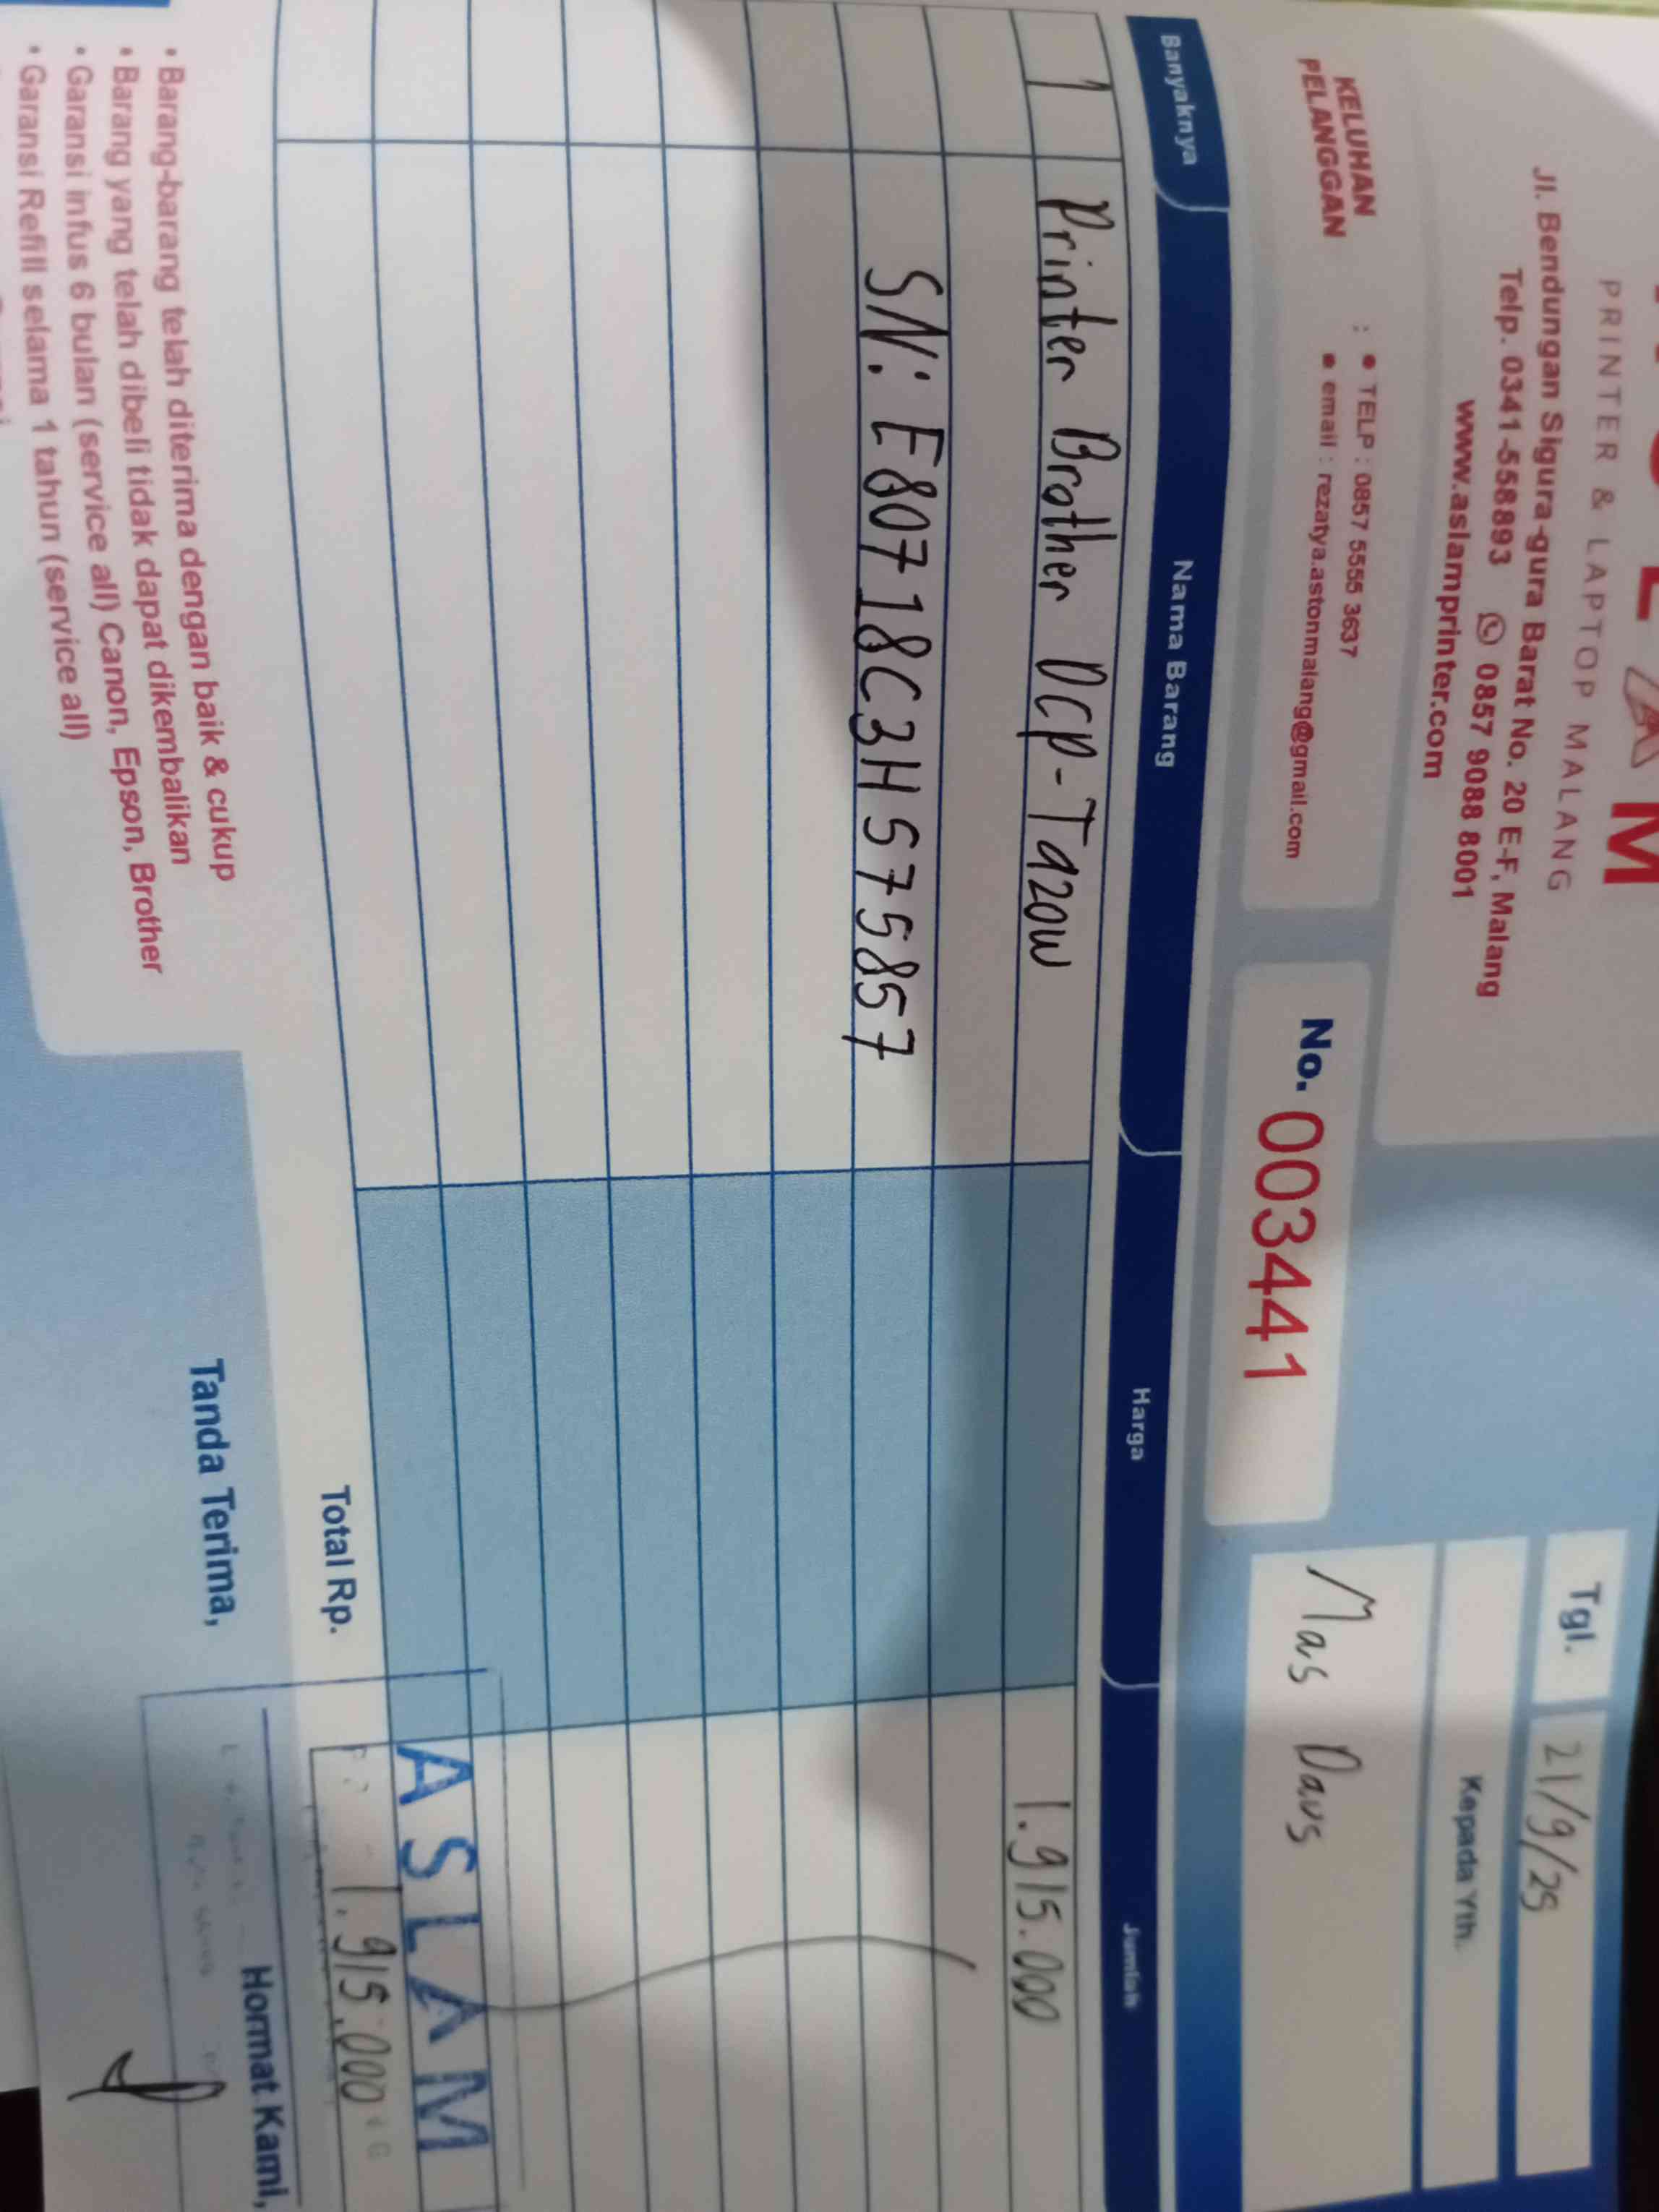 PRINTER & LAPTOP MALANG
Jl. Bendungan Sigura-gura Barat No. 20 E-F, Malang
Telp. 0341-558893 0857 9088 8001
www.aslamprinter.com
Tgl. 21/9/25
Kepada Yth.
Mas Daus
KELUHAN PELANGGAN : • TELP : 0857 5555 3637
• email : rezatya.astonmalang@gmail.com
No. 003441
Banyaknya Nama Barang Harga Jumlah
1 Printer Brother DCP-T920W 1.915.000
SN: E80718C3H575857
ASLAM
Total Rp. 1.915.000
• Barang-barang telah diterima dengan baik & cukup
• Barang yang telah dibeli tidak dapat dikembalikan
• Garansi infus 6 bulan (service all) Canon, Epson, Brother
• Garansi Refill selama 1 tahun (service all)
Tanda Terima,
Hormat Kami,